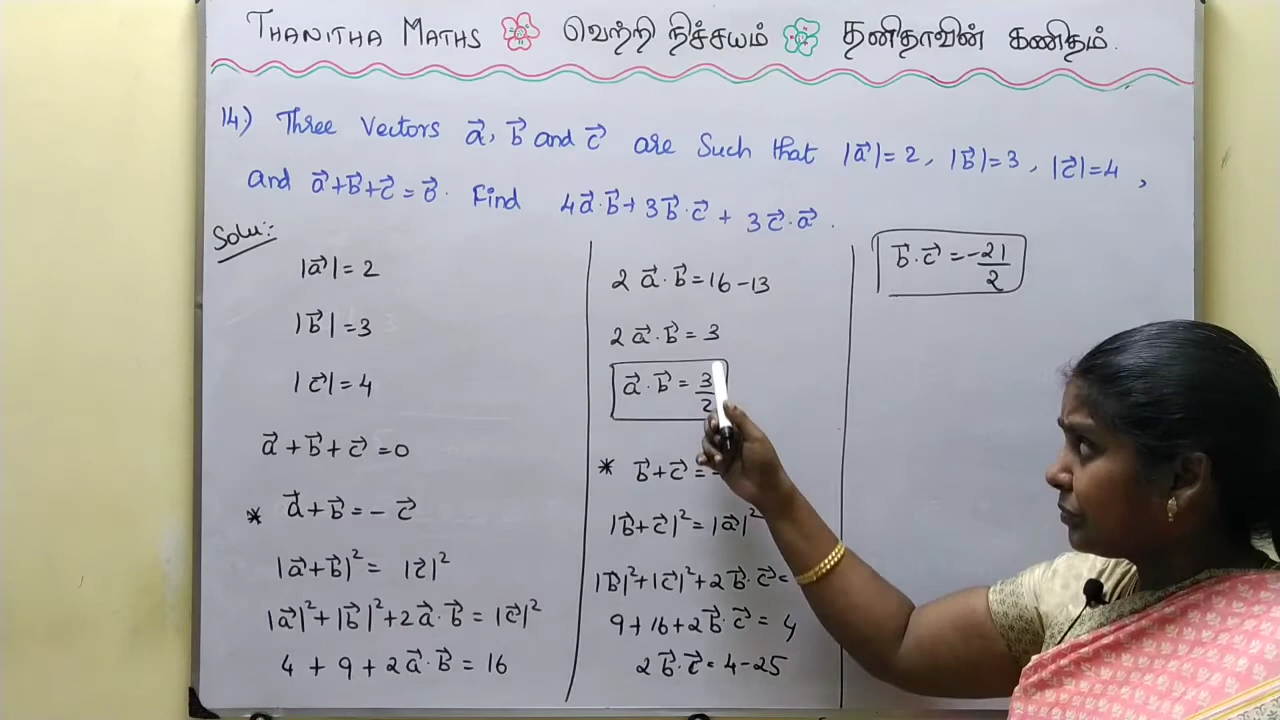 THANITHA MATHS வெற்றி நிச்சயம் தனிதாவின் கணிதம்.
14.) Three Vectors a⃗, b⃗ and c⃗ are Such that |a⃗|=2, |b⃗|=3, |c⃗|=4,
and a⃗+b⃗+c⃗=0⃗. Find 4a⃗.b⃗+3b⃗.c⃗+3c⃗.a⃗.
Solu:-
|a⃗|=2
|b⃗|=3
|c⃗|=4
a⃗+b⃗+c⃗=0
* a⃗+b⃗=-c⃗
|a⃗+b⃗|²=|c⃗|²
|a⃗|²+|b⃗|²+2a⃗.b⃗=|c⃗|²
4+9+2a⃗.b⃗=16
2a⃗.b⃗=16-13
2a⃗.b⃗=3
a⃗.b⃗=3/2
* b⃗+c⃗=-
|b⃗+c⃗|²=|a⃗|²
|b⃗|²+|c⃗|²+2b⃗.c⃗=
9+16+2b⃗.c⃗=4
2b⃗.c⃗=4-25
b⃗.c⃗=-21/2